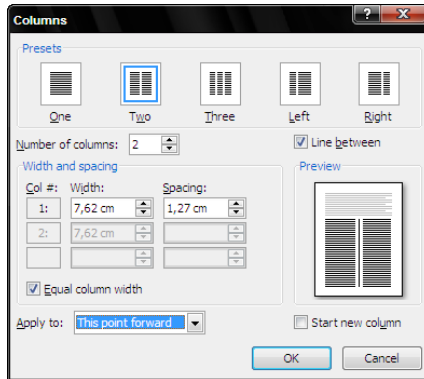 Columns
Presets
One Two Three Left Right
Number of columns: 2
Line between
Width and spacing
Preview
Col #: Width: Spacing:
1: 7,62 cm 1,27 cm
2: 7,62 cm
Equal column width
Apply to: This point forward
Start new column
OK Cancel